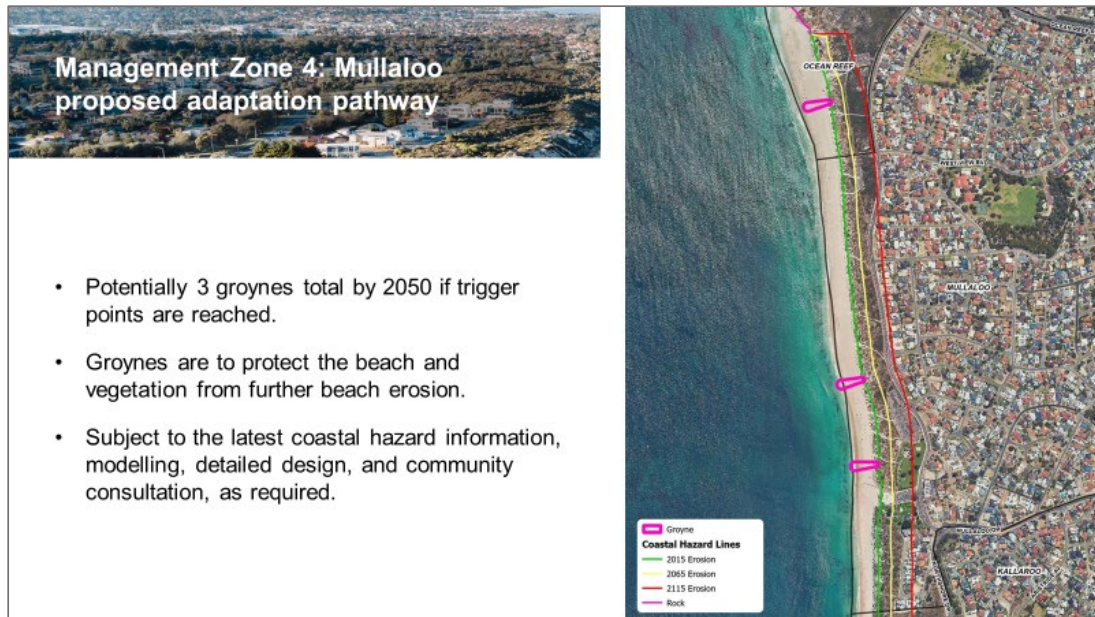 Management Zone 4: Mullaloo
proposed adaptation pathway
• Potentially 3 groynes total by 2050 if trigger
points are reached.
• Groynes are to protect the beach and
vegetation from further beach erosion.
• Subject to the latest coastal hazard information,
modelling, detailed design, and community
consultation, as required.
OCEAN REEF
MULLALOO
KALLAROO
Groyne
Coastal Hazard Lines
2015 Erosion
2065 Erosion
2115 Erosion
Rock